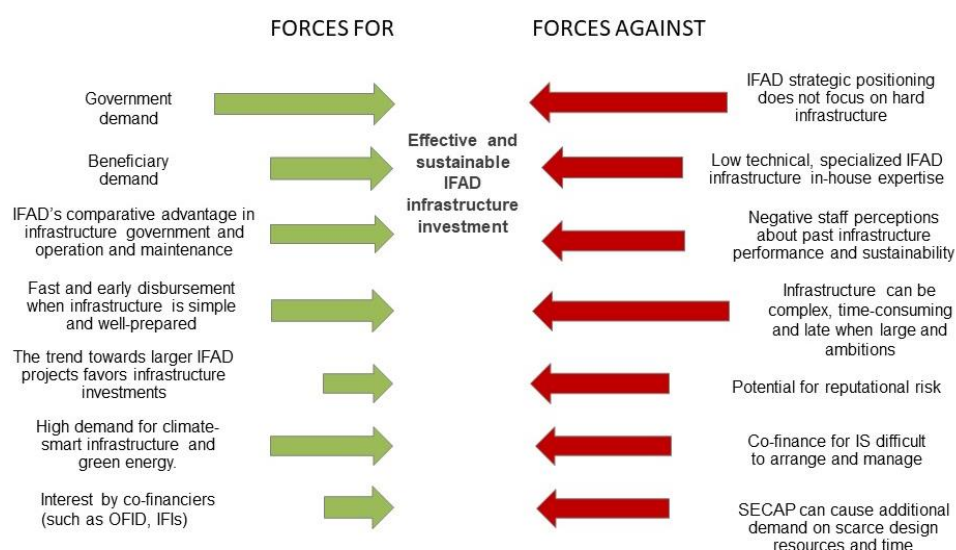 FORCES FOR
FORCES AGAINST
Government
demand
IFAD strategic positioning
does not focus on hard
infrastructure
Effective and
sustainable
IFAD
infrastructure
investment
Beneficiary
demand
Low technical, specialized IFAD
infrastructure in-house expertise
IFAD's comparative advantage in
infrastructure government and
operation and maintenance
Negative staff perceptions
about past infrastructure
performance and sustainability
Fast and early disbursement
when infrastructure is simple
and well-prepared
Infrastructure can be
complex, time-consuming
and late when large and
ambitions
The trend towards larger IFAD
projects favors infrastructure
investments
Potential for reputational risk
High demand for climate-
smart infrastructure and
green energy.
Co-finance for IS difficult
to arrange and manage
Interest by co-financiers
(such as OFID, IFIs)
SECAP can cause additional
demand on scarce design
resources and time